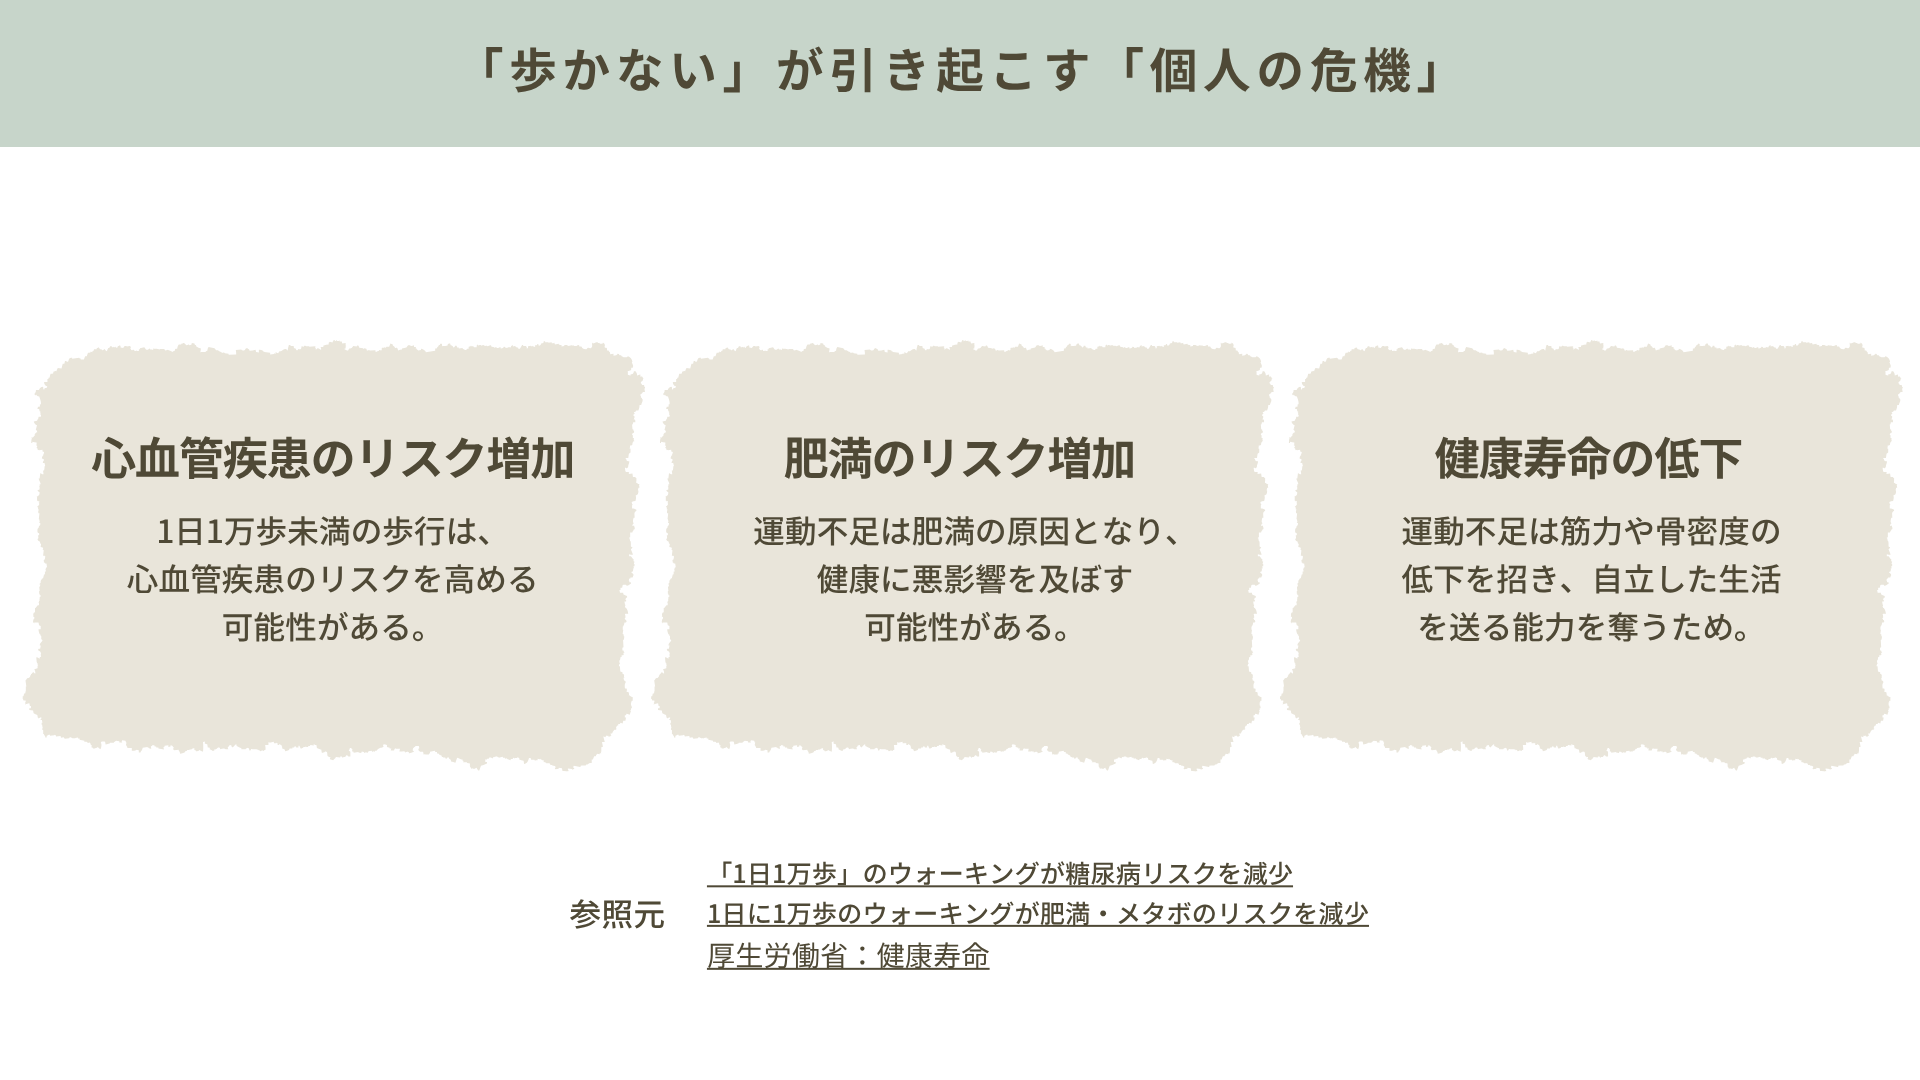 「歩かない」が引き起こす「個人の危機」
心血管疾患のリスク増加
1日1万歩未満の歩行は、
心血管疾患のリスクを高める
可能性がある。
肥満のリスク増加
運動不足は肥満の原因となり、
健康に悪影響を及ぼす
可能性がある。
健康寿命の低下
運動不足は筋力や骨密度の
低下を招き、自立した生活
を送る能力を奪うため。
参照元
「1日1万歩」のウォーキングが糖尿病リスクを減少
1日に1万歩のウォーキングが肥満・メタボのリスクを減少
厚生労働省：健康寿命